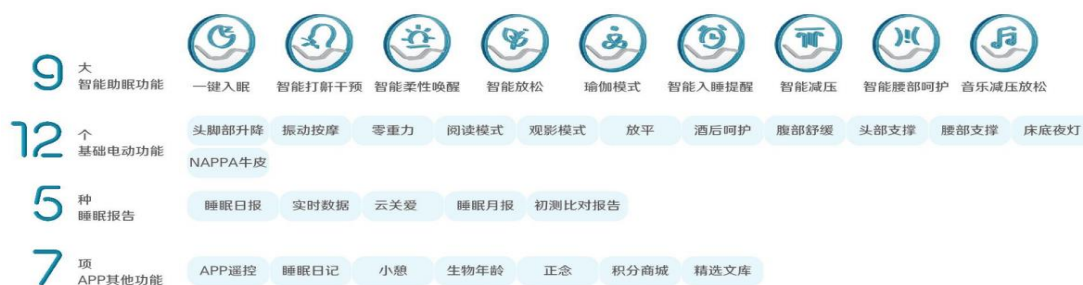 9 大
智能助眠功能
一键入眠 智能打鼾干预 智能柔性唤醒 智能放松 瑜伽模式 智能入睡提醒 智能减压 智能腰部呵护 音乐减压放松
12 个
基础电动功能
头脚部升降 振动按摩 零重力 阅读模式 观影模式 放平 酒后呵护 腹部舒缓 头部支撑 腰部支撑 床底夜灯
NAPPA牛皮
5 种
睡眠报告
睡眠日报 实时数据 云关爱 睡眠月报 初测比对报告
7 项
APP其他功能
APP遥控 睡眠日记 小憩 生物年龄 正念 积分商城 精选文库